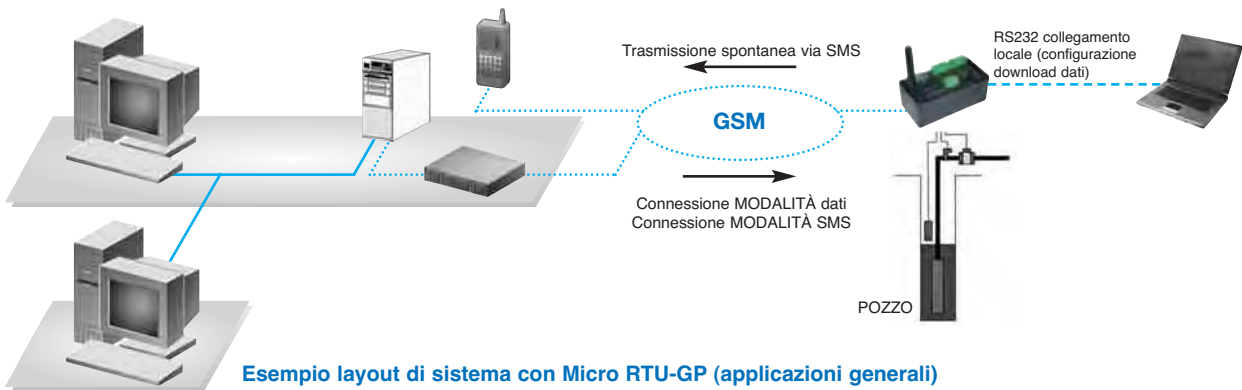 Trasmissione spontanea via SMS
RS232 collegamento
locale (configurazione
download dati)
GSM
Connessione MODALITÀ dati
Connessione MODALITÀ SMS
POZZO
Esempio layout di sistema con Micro RTU-GP (applicazioni generali)